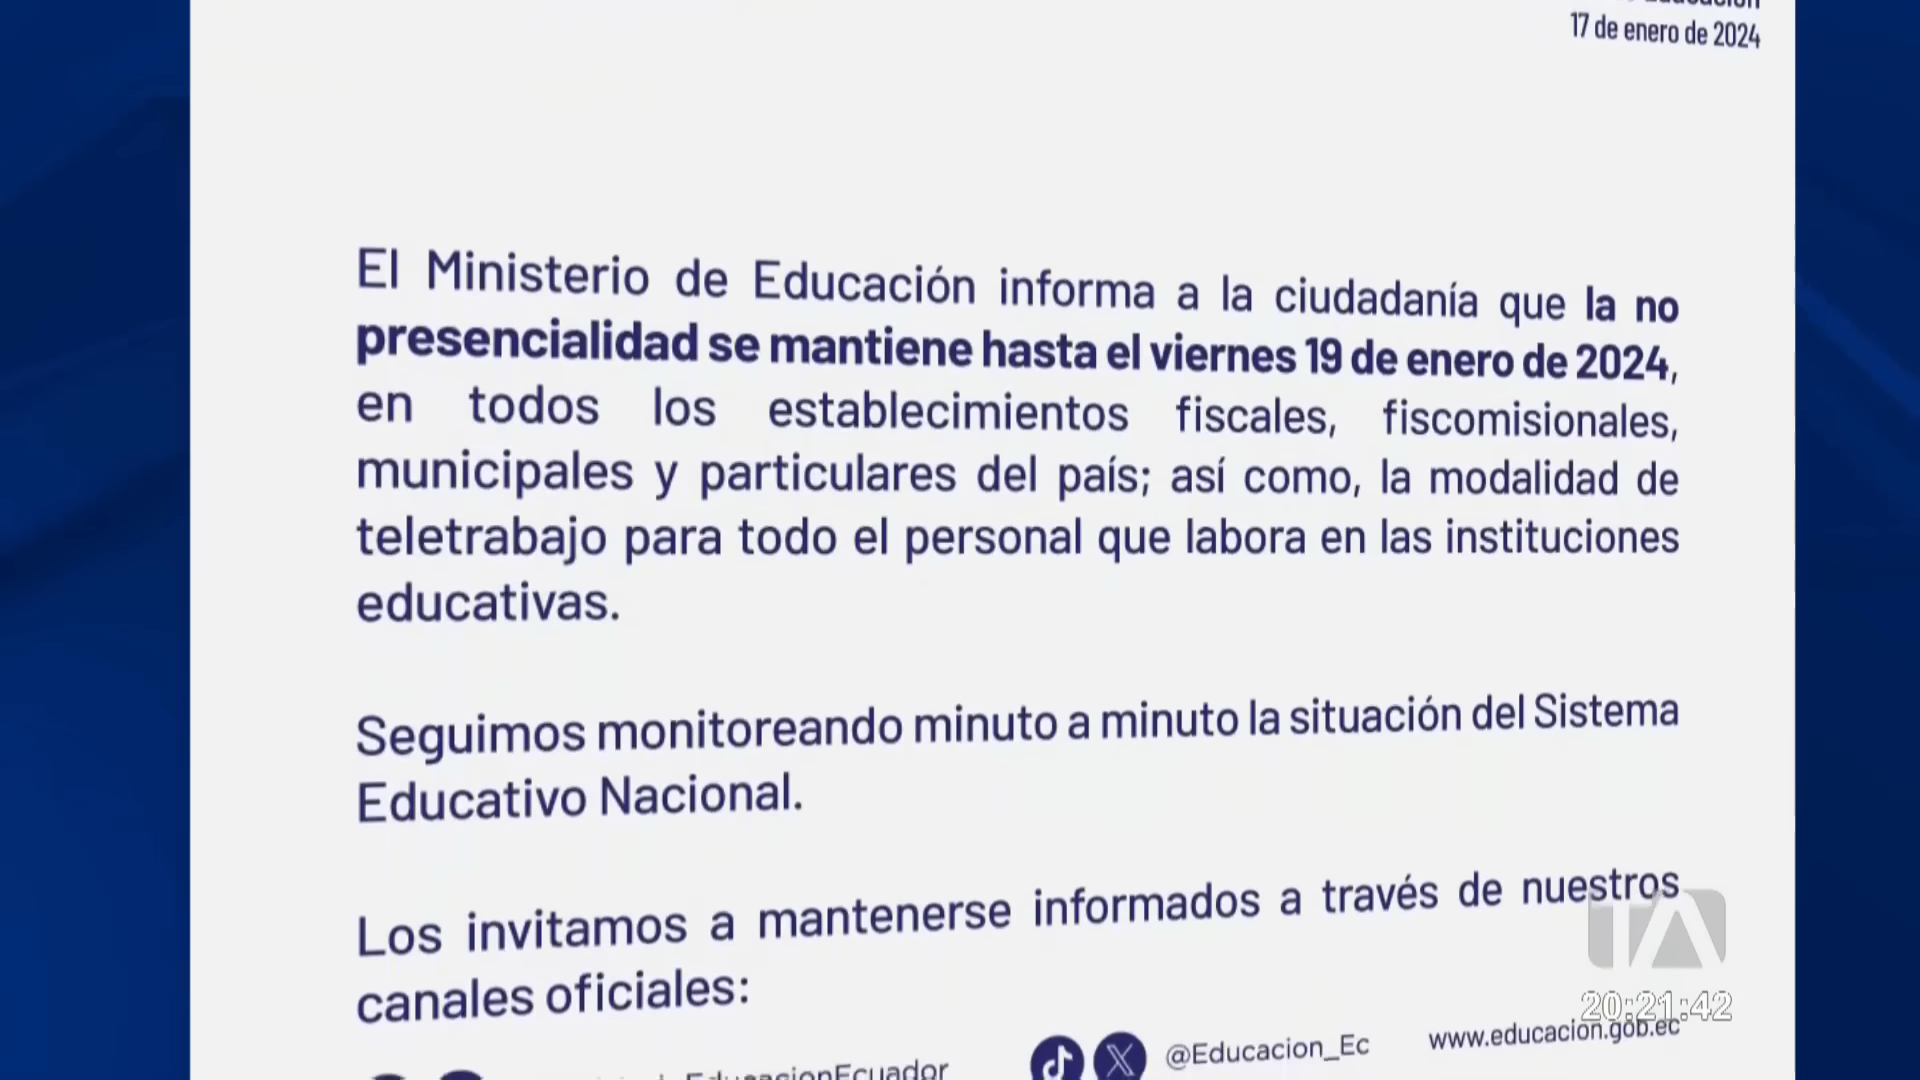 17 de enero de 2024
El Ministerio de Educación informa a la ciudadanía que la no
presencialidad se mantiene hasta el viernes 19 de enero de 2024,
en todos los establecimientos fiscales, fiscomisionales,
municipales y particulares del país; así como, la modalidad de
teletrabajo para todo el personal que labora en las instituciones
educativas.
Seguimos monitoreando minuto a minuto la situación del Sistema
Educativo Nacional.
Los invitamos a mantenerse informados a través de nuestros
canales oficiales:
TA
20:21:42
@Educacion_Ec
www.educacion.gob.ec